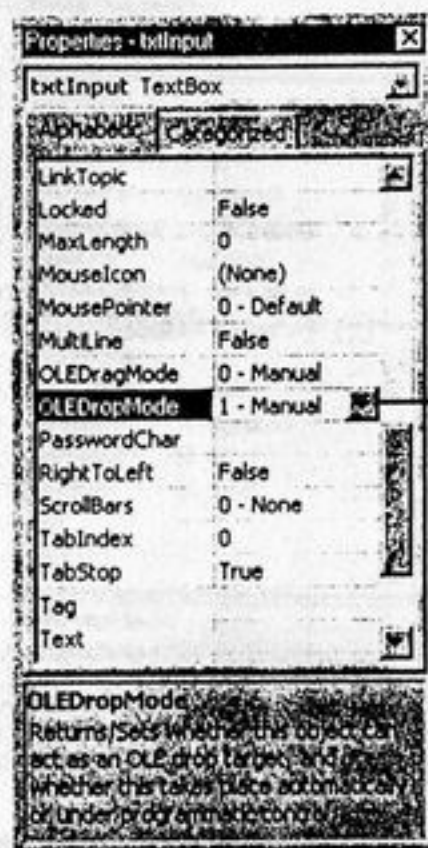 Properties - txtInput
txtInput TextBox
Alphabetic Categorized
LinkTopic
Locked False
MaxLength 0
MouseIcon (None)
MousePointer 0 - Default
MultiLine False
OLEDragMode 0 - Manual
OLEDropMode 1 - Manual
PasswordChar
RightToLeft False
ScrollBars 0 - None
TabIndex 0
TabStop True
Tag
Text
OLEDropMode
Returns/Sets whether this object can
act as an OLE drop target, and
whether this takes place automatically
or under programmatic control.